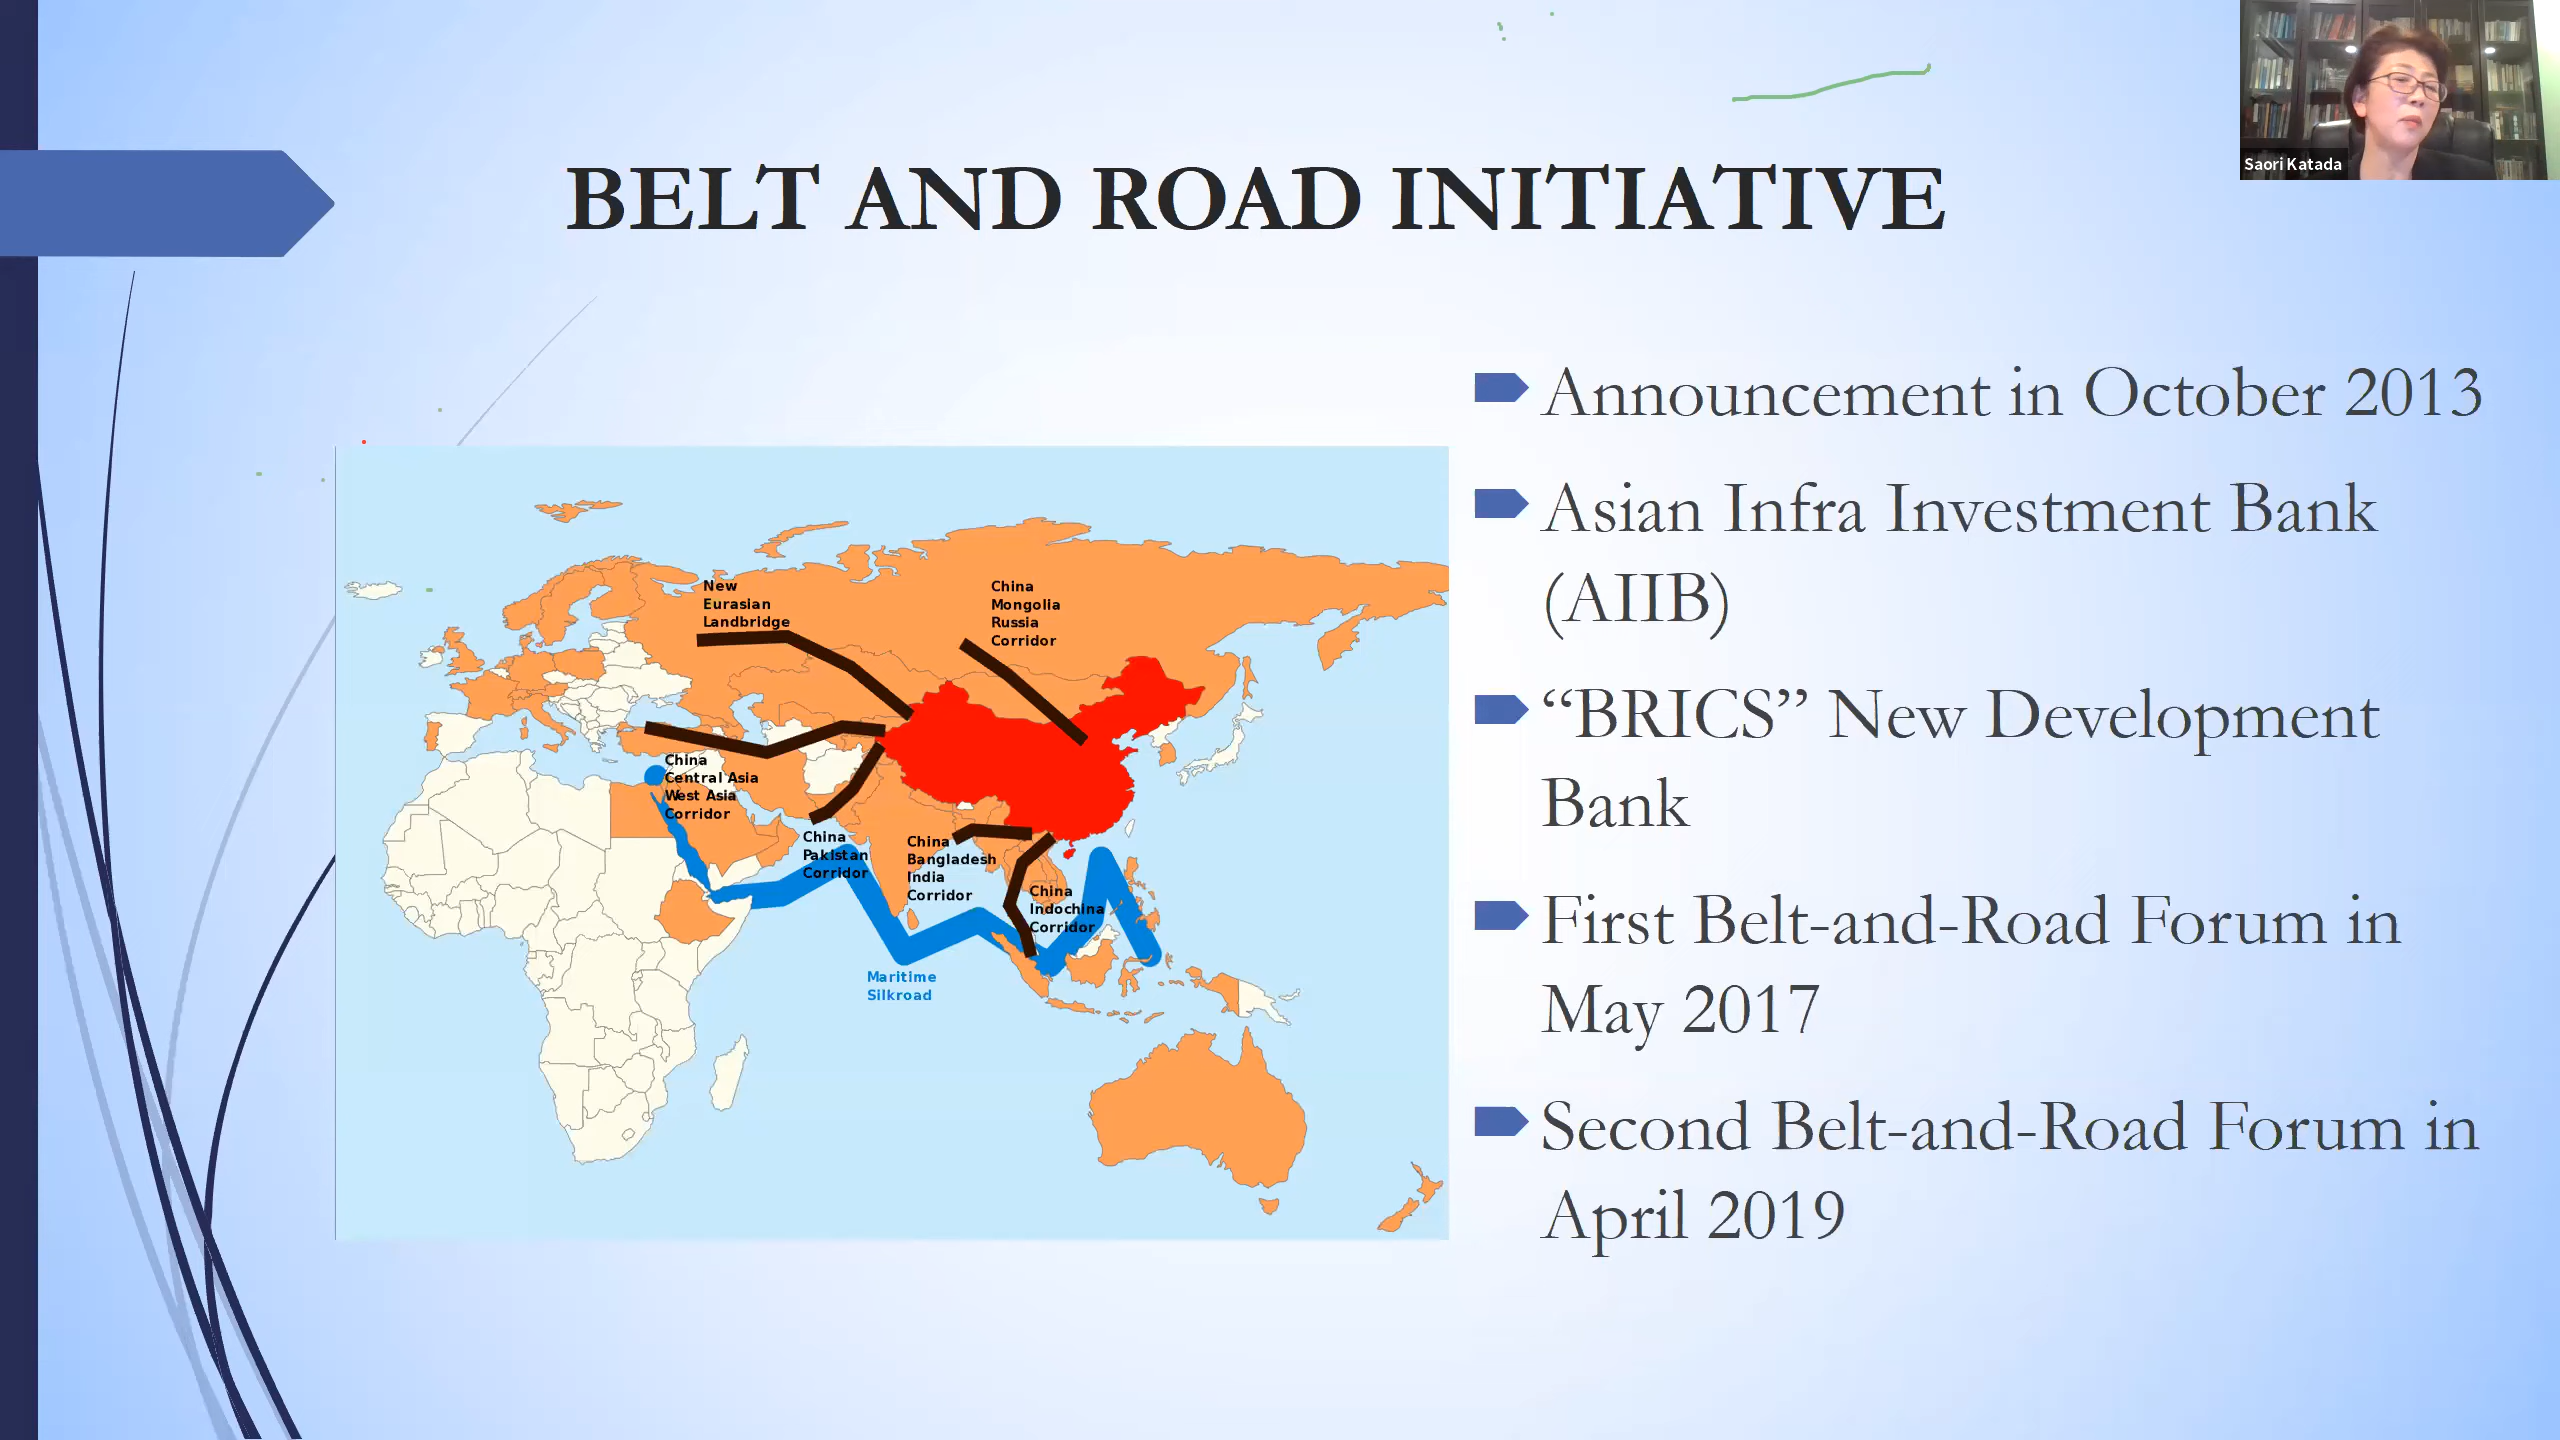 Saori Katada
BELT AND ROAD INITIATIVE
New
Eurasian
Landbridge
China
Mongolia
Russia
Corridor
China
Central Asia
West Asia
Corridor
China
Pakistan
Corridor
China
Bangladesh
India
Corridor
China
Indochina
Corridor
Maritime
Silkroad
Announcement in October 2013
Asian Infra Investment Bank
(AIIB)
“BRICS” New Development
Bank
First Belt-and-Road Forum in
May 2017
Second Belt-and-Road Forum in
April 2019